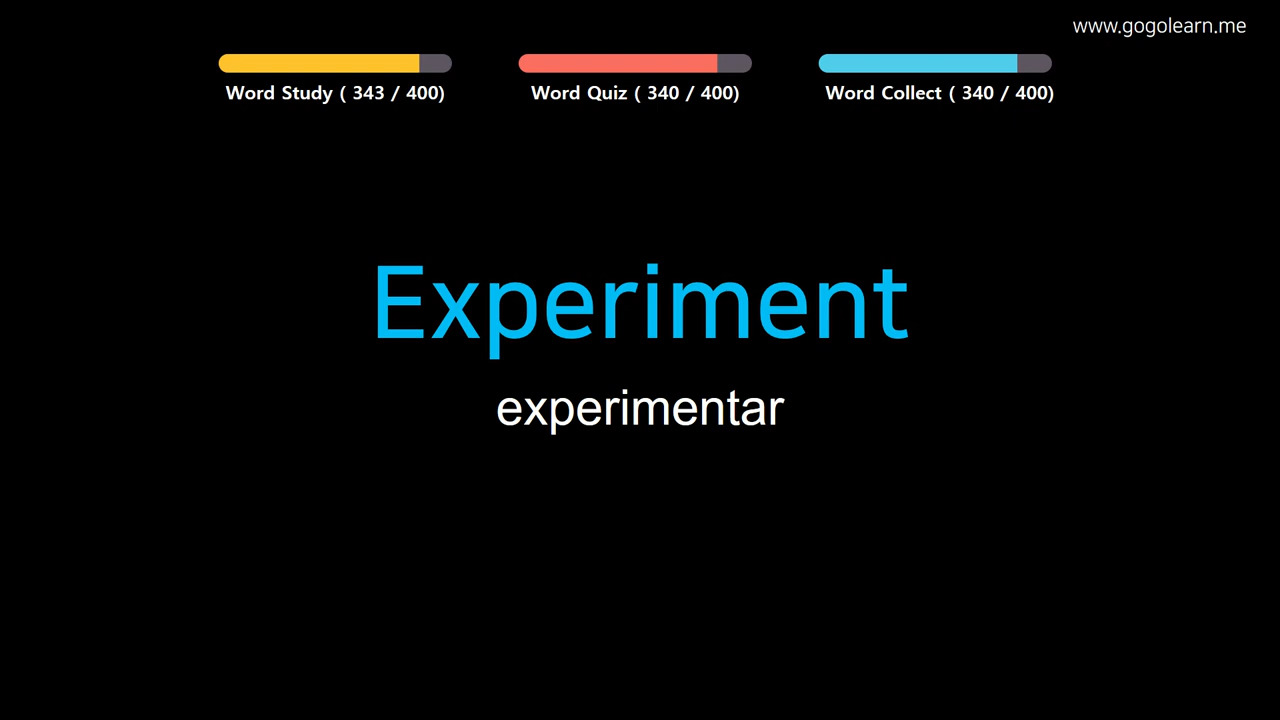 www.gogolearn.me
Word Study ( 343 / 400)
Word Quiz ( 340 / 400)
Word Collect ( 340 / 400)
Experiment
experimentar